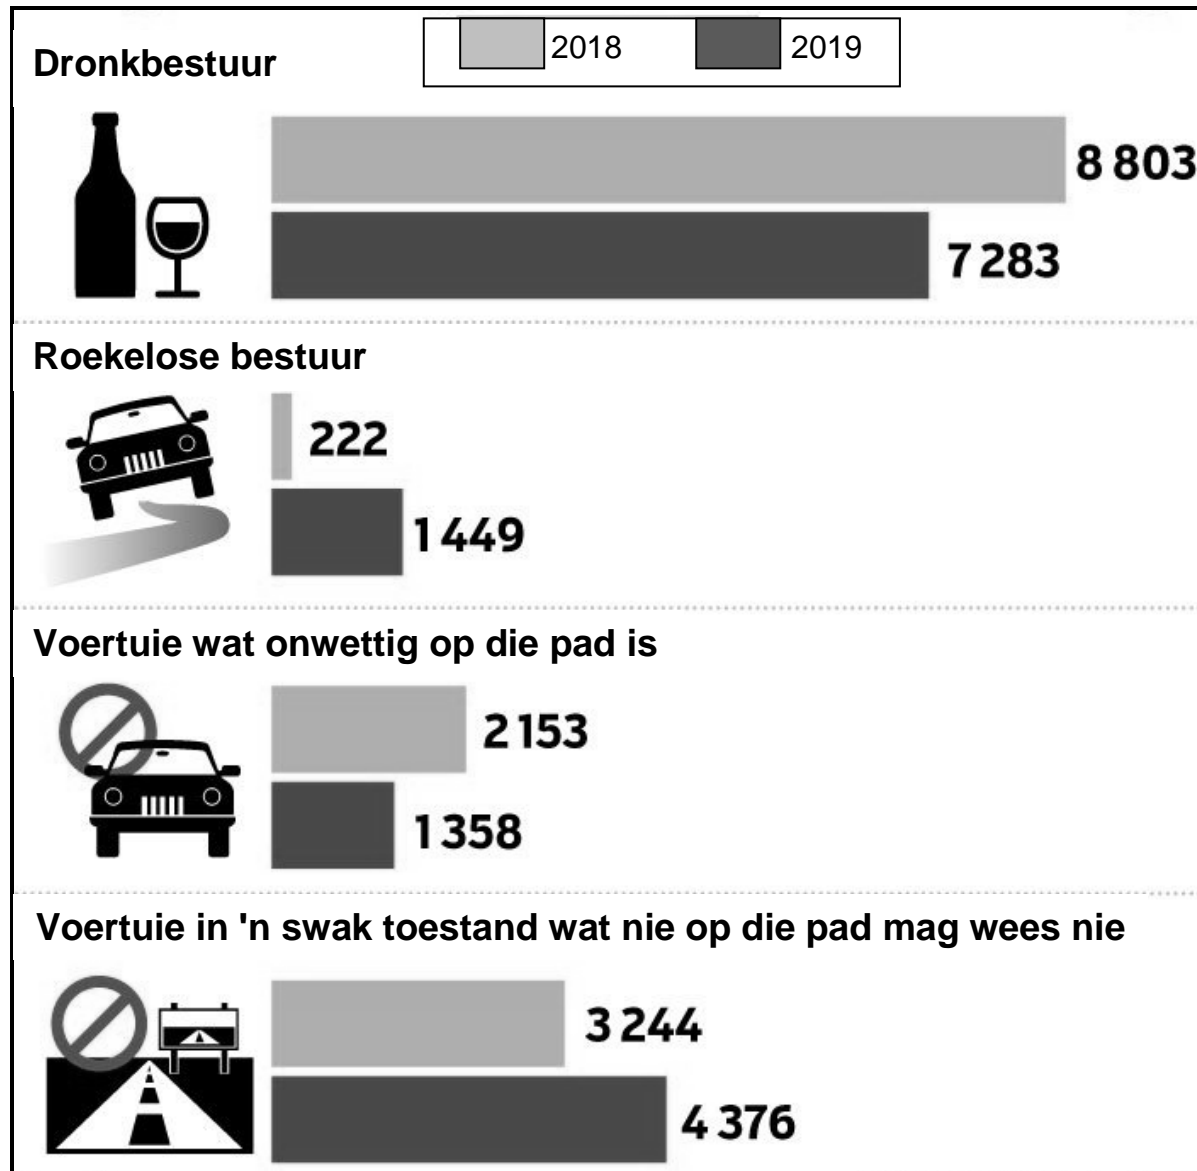 Dronkbestuur
2018 2019
8 803
7 283
Roekelose bestuur
222
1 449
Voertuie wat onwettig op die pad is
2 153
1 358
Voertuie in 'n swak toestand wat nie op die pad mag wees nie
3 244
4 376